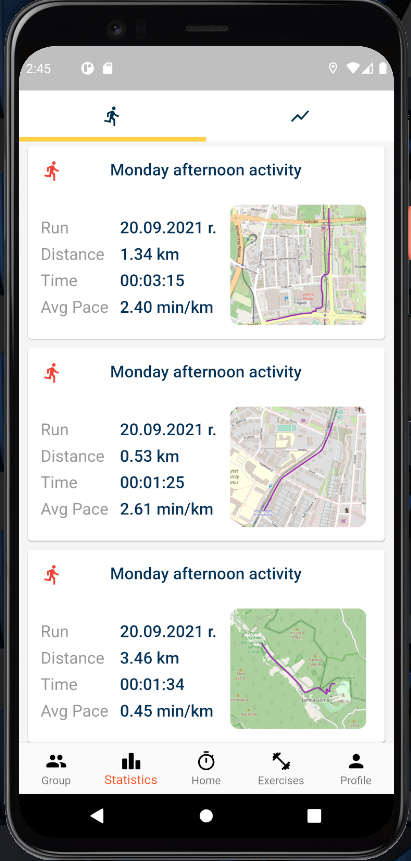 2:45
Monday afternoon activity
Run 20.09.2021 r.
Distance 1.34 km
Time 00:03:15
Avg Pace 2.40 min/km
Monday afternoon activity
Run 20.09.2021 r.
Distance 0.53 km
Time 00:01:25
Avg Pace 2.61 min/km
Monday afternoon activity
Run 20.09.2021 r.
Distance 3.46 km
Time 00:01:34
Avg Pace 0.45 min/km
Group Statistics Home Exercises Profile